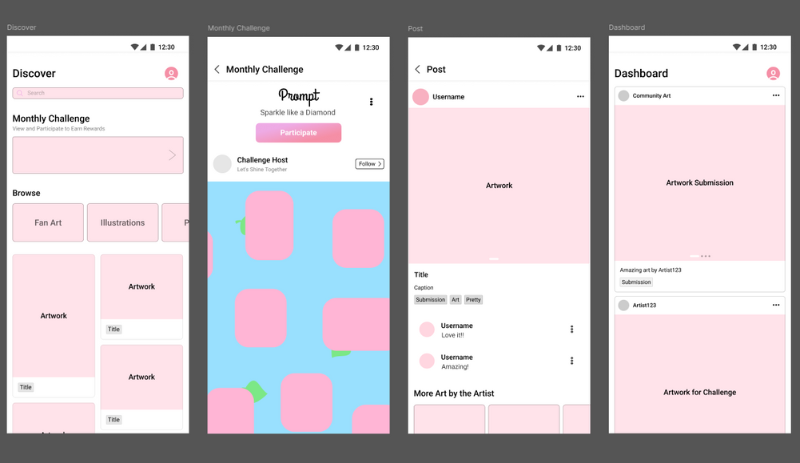 Discover
12:30
Discover
Search
Monthly Challenge
View and Participate to Earn Rewards
Browse
Fan Art
Illustrations
P
Artwork
Artwork
Title
Artwork
Title
Title
Artwork
Monthly Challenge
12:30
Monthly Challenge
Prompt
Sparkle like a Diamond
Participate
Challenge Host
Let's Shine Together
Follow
Post
12:30
Post
Username
Artwork
Title
Caption
Submission Art Pretty
Username
Love it!!
Username
Amazing!
More Art by the Artist
Dashboard
12:30
Dashboard
Community Art
Artwork Submission
Amazing art by Artist123
Submission
Artist123
Artwork for Challenge